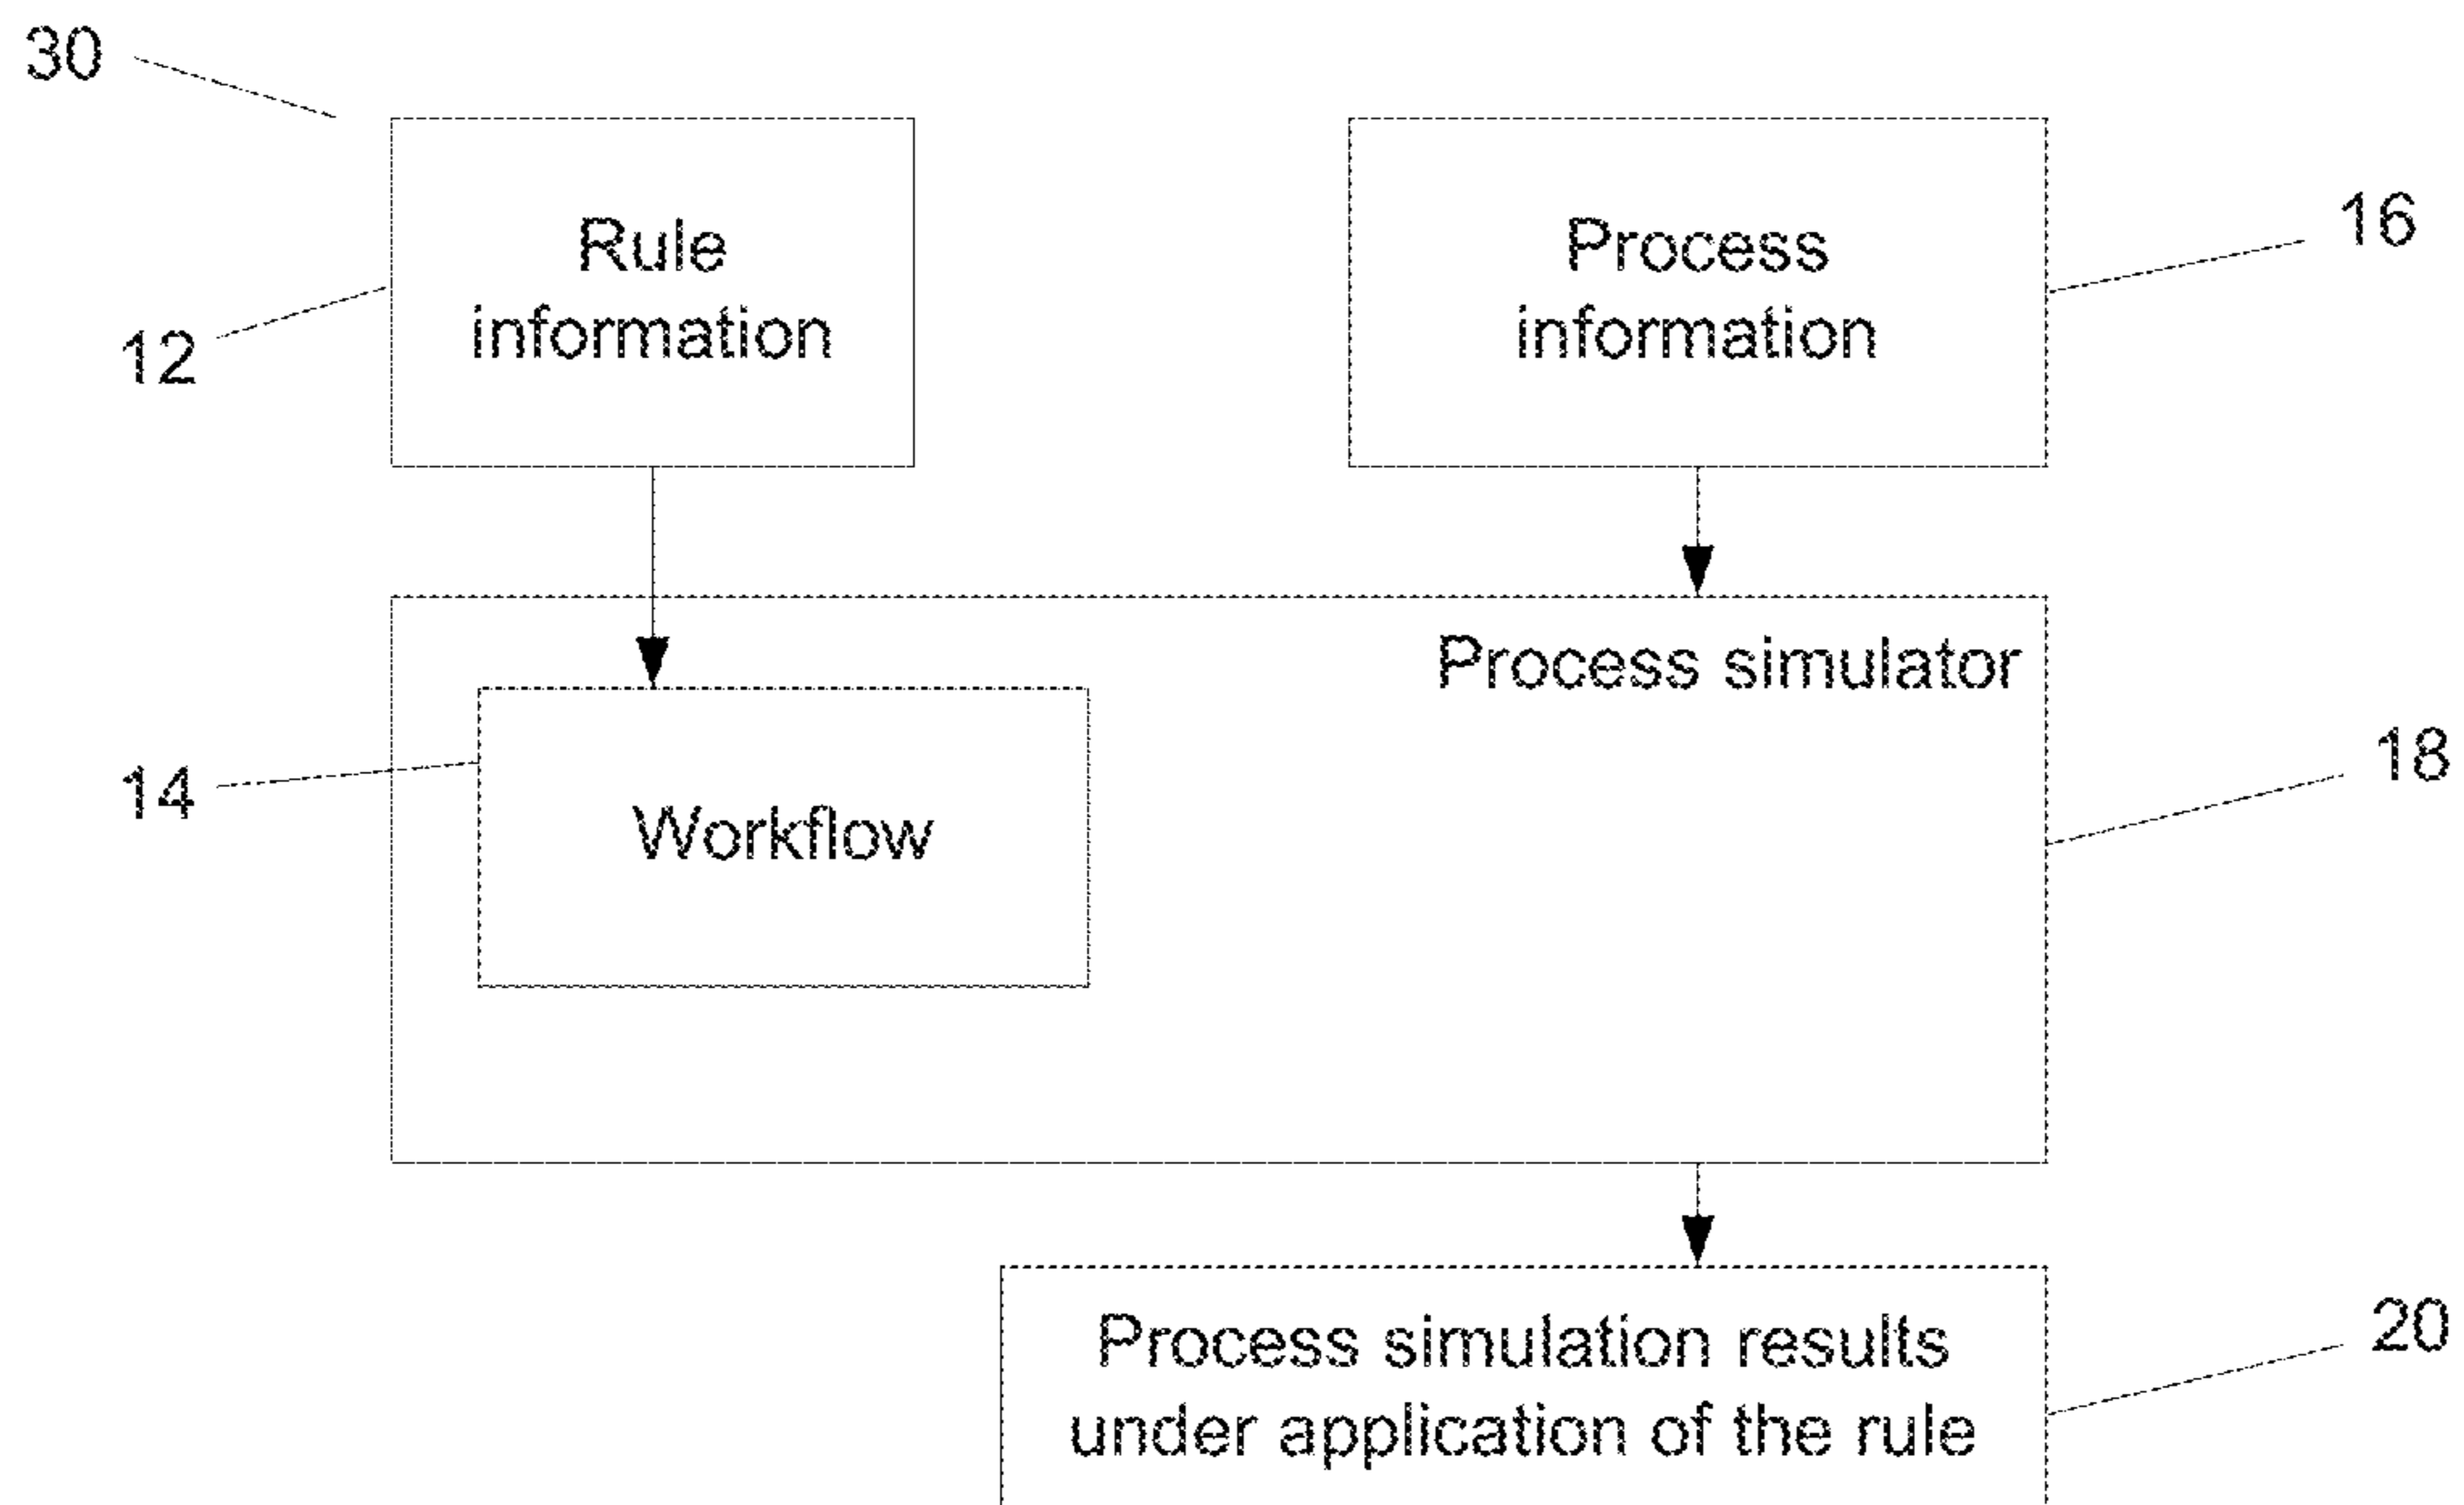 30
Rule
information
12
Process
information
16
Process simulator
14
Workflow
18
Process simulation results
under application of the rule
20